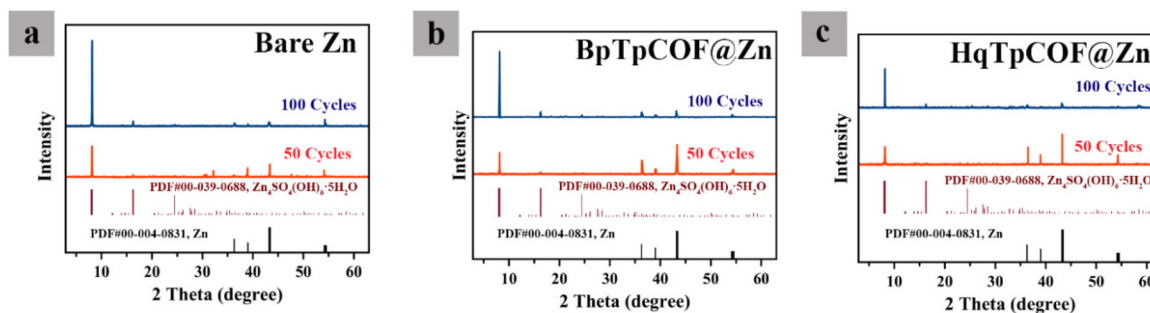 a
Bare Zn
100 Cycles
50 Cycles
PDF#00-039-0688, Zn₄SO₄(OH)₆·5H₂O
PDF#00-004-0831, Zn
Intensity
10 20 30 40 50 60
2 Theta (degree)
b
BpTpCOF@Zn
100 Cycles
50 Cycles
PDF#00-039-0688, Zn₄SO₄(OH)₆·5H₂O
PDF#00-004-0831, Zn
Intensity
10 20 30 40 50 60
2 Theta (degree)
c
HqTpCOF@Zn
100 Cycles
50 Cycles
PDF#00-039-0688, Zn₄SO₄(OH)₆·5H₂O
PDF#00-004-0831, Zn
Intensity
10 20 30 40 50 60
2 Theta (degree)